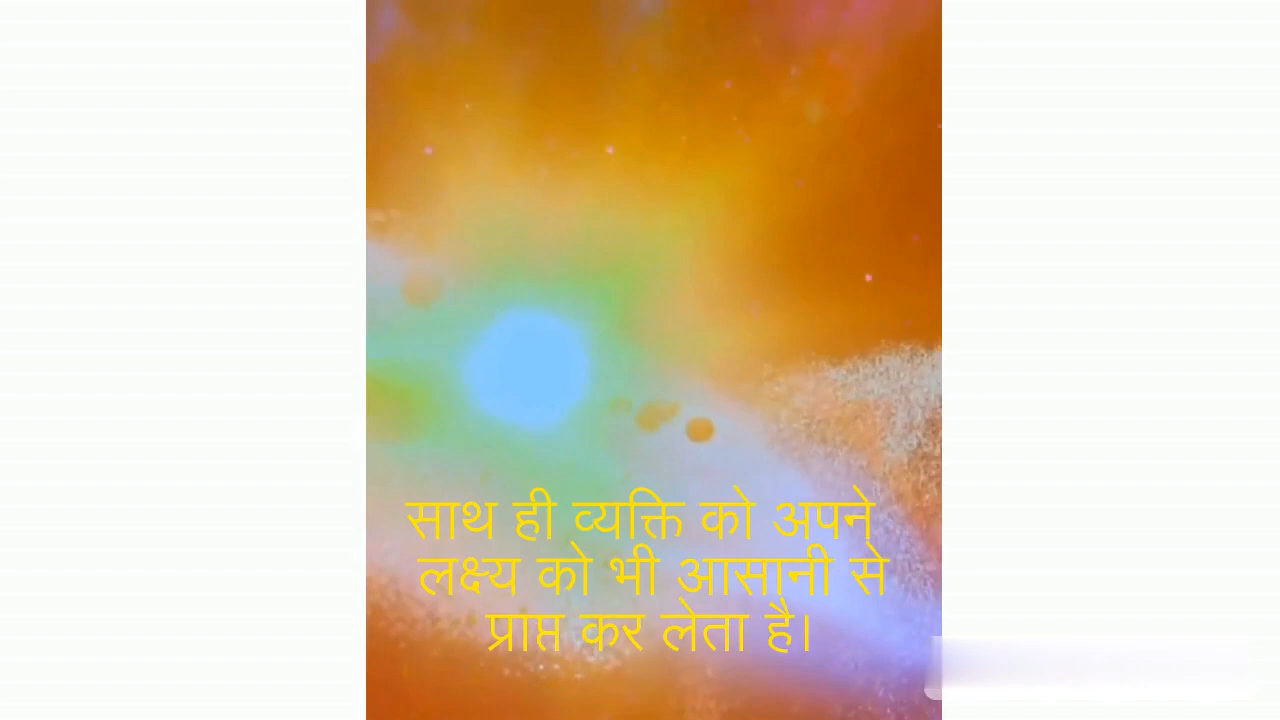 साथ ही व्यक्ति को अपने
लक्ष्य को भी आसानी से
प्राप्त कर लेता है।